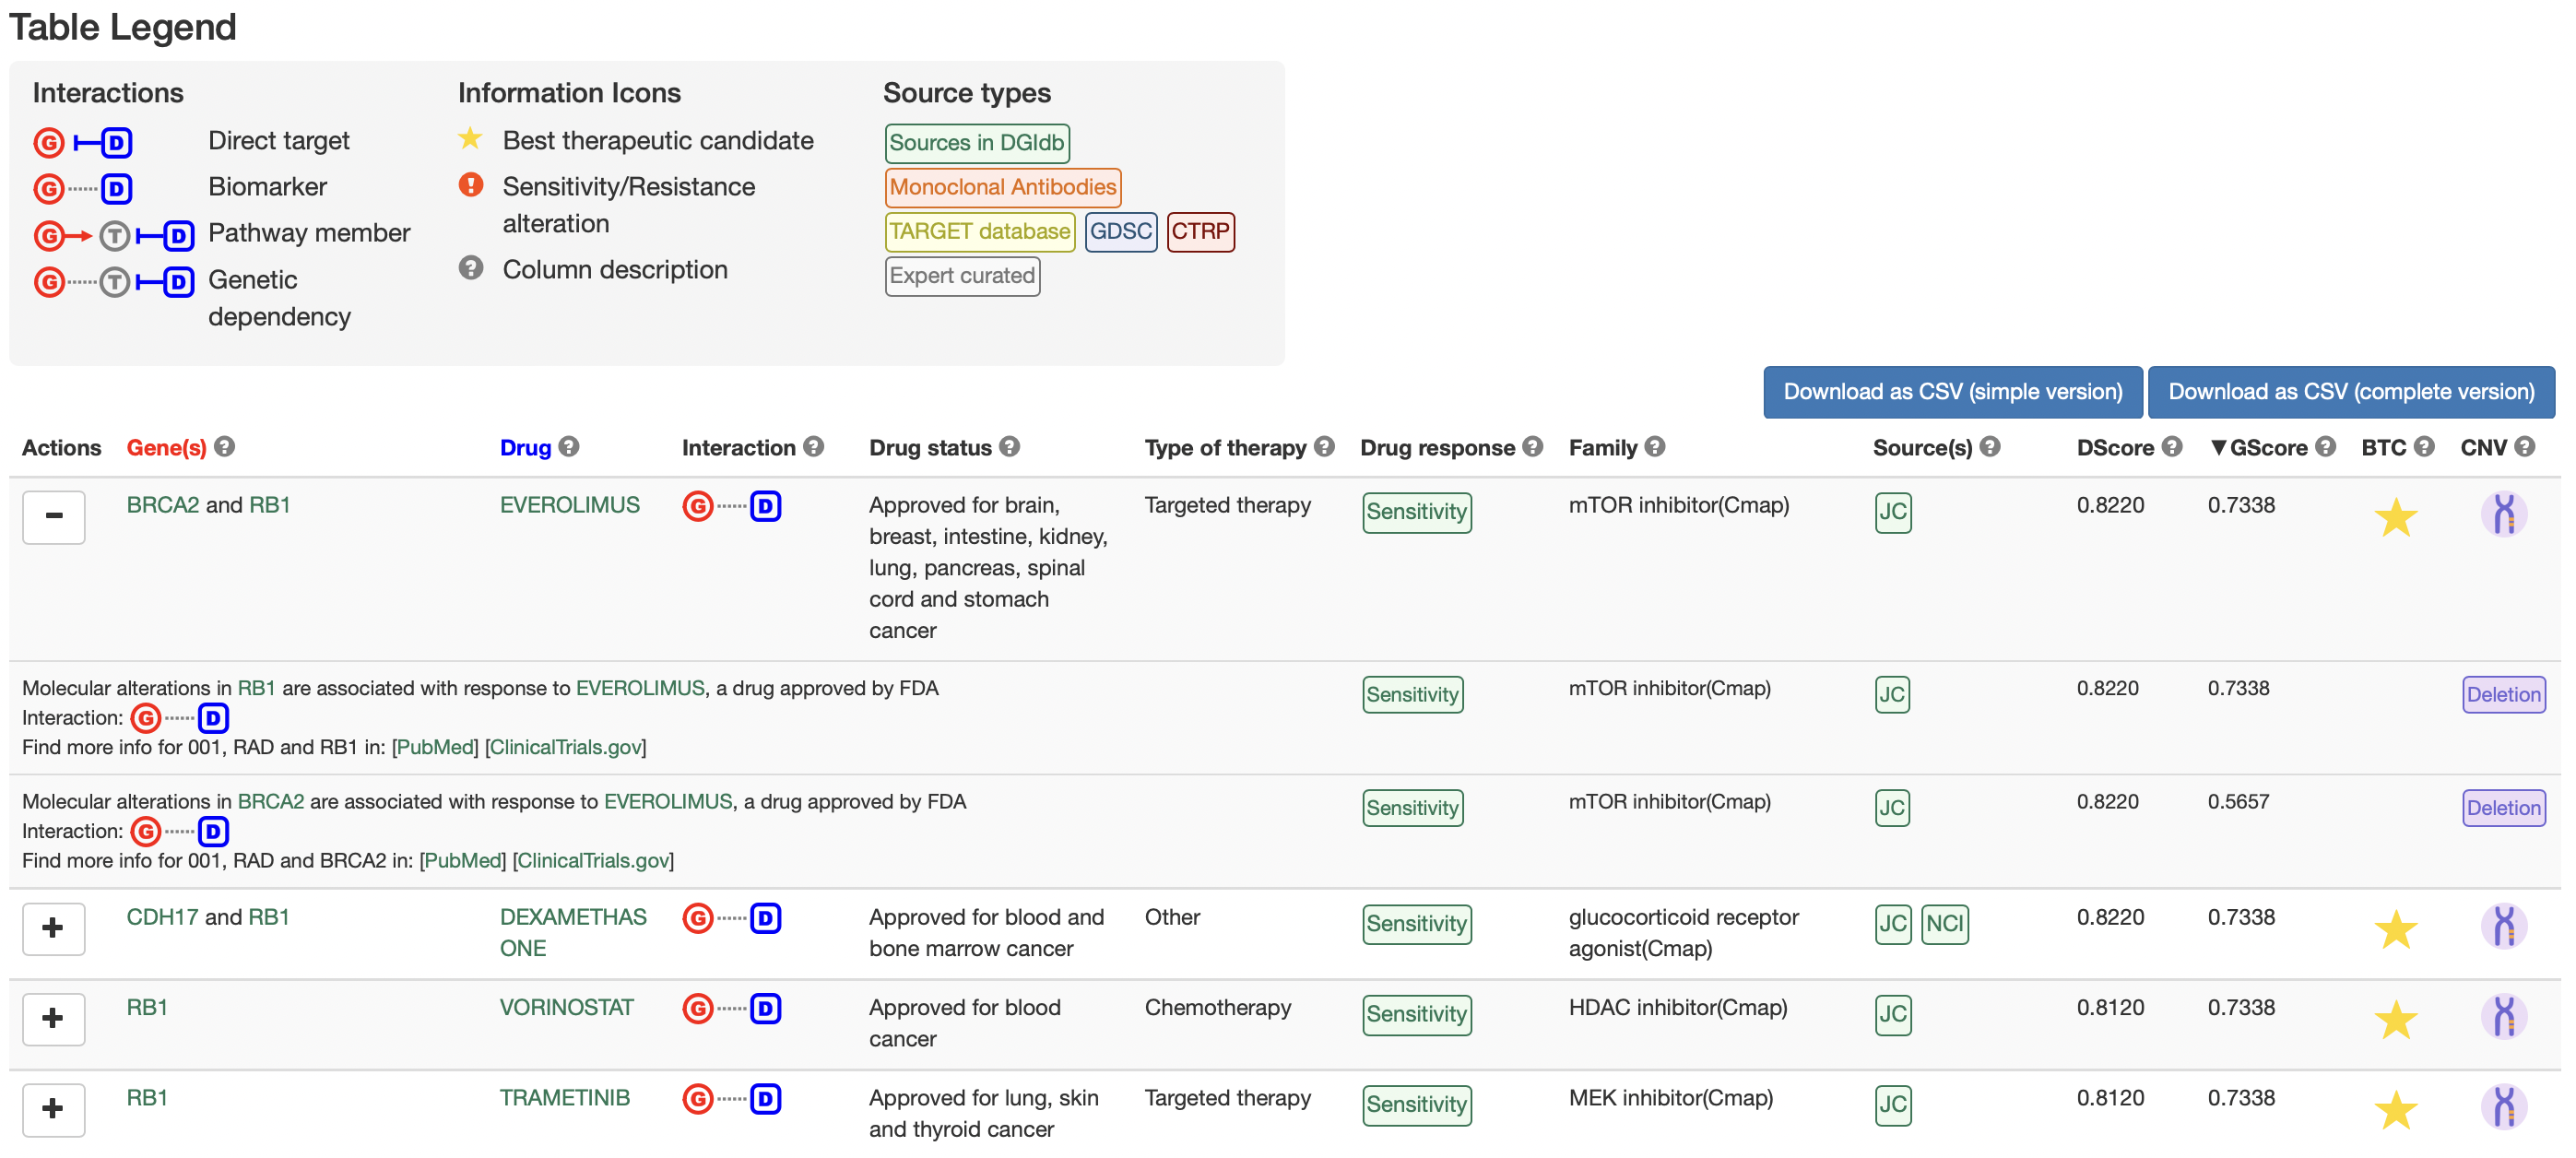 Table Legend
Interactions
G D Direct target
G D Biomarker
G T D Pathway member
G T D Genetic
dependency
Information Icons
Best therapeutic candidate
! Sensitivity/Resistance
alteration
? Column description
Source types
Sources in DGIdb
Monoclonal Antibodies
TARGET database GDSC CTRP
Expert curated
Download as CSV (simple version) Download as CSV (complete version)
Actions Gene(s) ? Drug ? Interaction ? Drug status ? Type of therapy ? Drug response ? Family ? Source(s) ? DScore ? ▼GScore ? BTC ? CNV ?
− BRCA2 and RB1 EVEROLIMUS G D Approved for brain, Targeted therapy Sensitivity mTOR inhibitor(Cmap) JC 0.8220 0.7338
breast, intestine, kidney,
lung, pancreas, spinal
cord and stomach
cancer
Molecular alterations in RB1 are associated with response to EVEROLIMUS, a drug approved by FDA Sensitivity mTOR inhibitor(Cmap) JC 0.8220 0.7338 Deletion
Interaction: G D
Find more info for 001, RAD and RB1 in: [PubMed] [ClinicalTrials.gov]
Molecular alterations in BRCA2 are associated with response to EVEROLIMUS, a drug approved by FDA Sensitivity mTOR inhibitor(Cmap) JC 0.8220 0.5657 Deletion
Interaction: G D
Find more info for 001, RAD and BRCA2 in: [PubMed] [ClinicalTrials.gov]
+ CDH17 and RB1 DEXAMETHAS G D Approved for blood and Other Sensitivity glucocorticoid receptor JC NCI 0.8220 0.7338
ONE bone marrow cancer agonist(Cmap)
+ RB1 VORINOSTAT G D Approved for blood Chemotherapy Sensitivity HDAC inhibitor(Cmap) JC 0.8120 0.7338
cancer
+ RB1 TRAMETINIB G D Approved for lung, skin Targeted therapy Sensitivity MEK inhibitor(Cmap) JC 0.8120 0.7338
and thyroid cancer